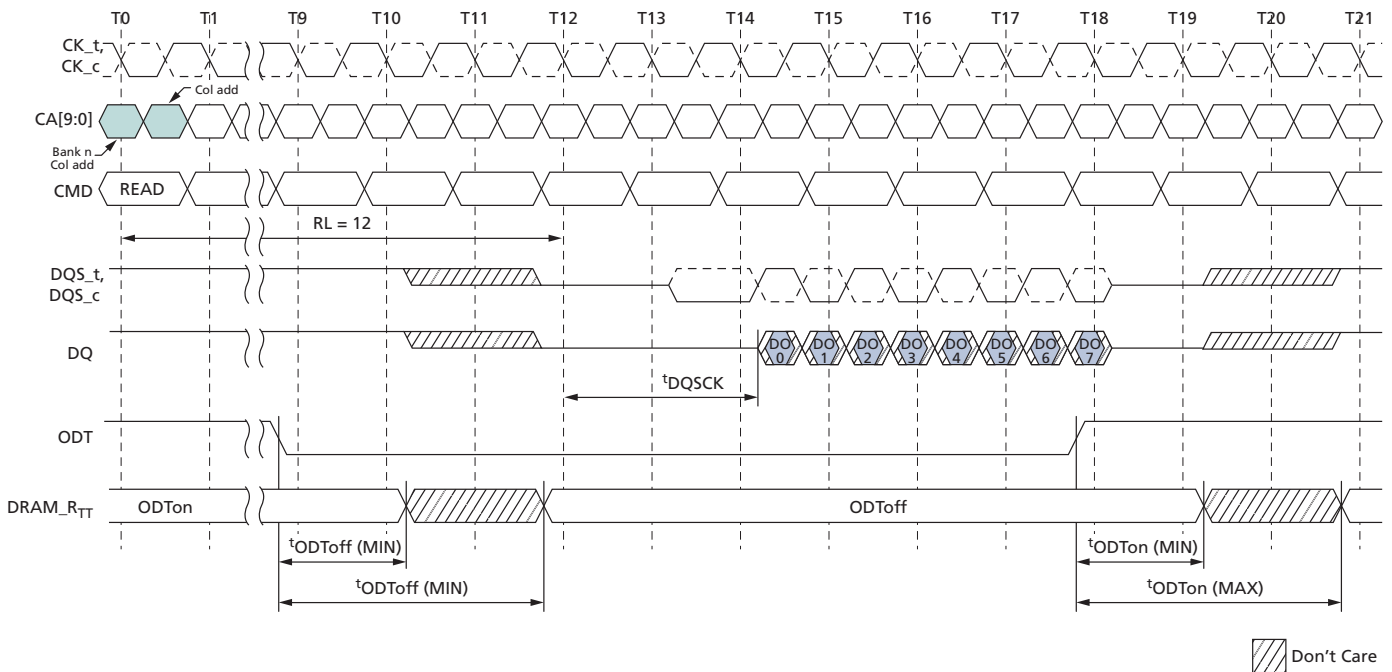 T0 T1 T9 T10 T11 T12 T13 T14 T15 T16 T17 T18 T19 T20 T21
CK_t,
CK_c
Col add
CA[9:0]
Bank n
Col add
CMD READ
RL = 12
DQS_t,
DQS_c
DQ DO 0 DO 1 DO 2 DO 3 DO 4 DO 5 DO 6 DO 7
tDQSCK
ODT
DRAM_RTT ODTon ODToff
tODToff (MIN) tODTon (MIN)
tODToff (MIN) tODTon (MAX)
Don't Care